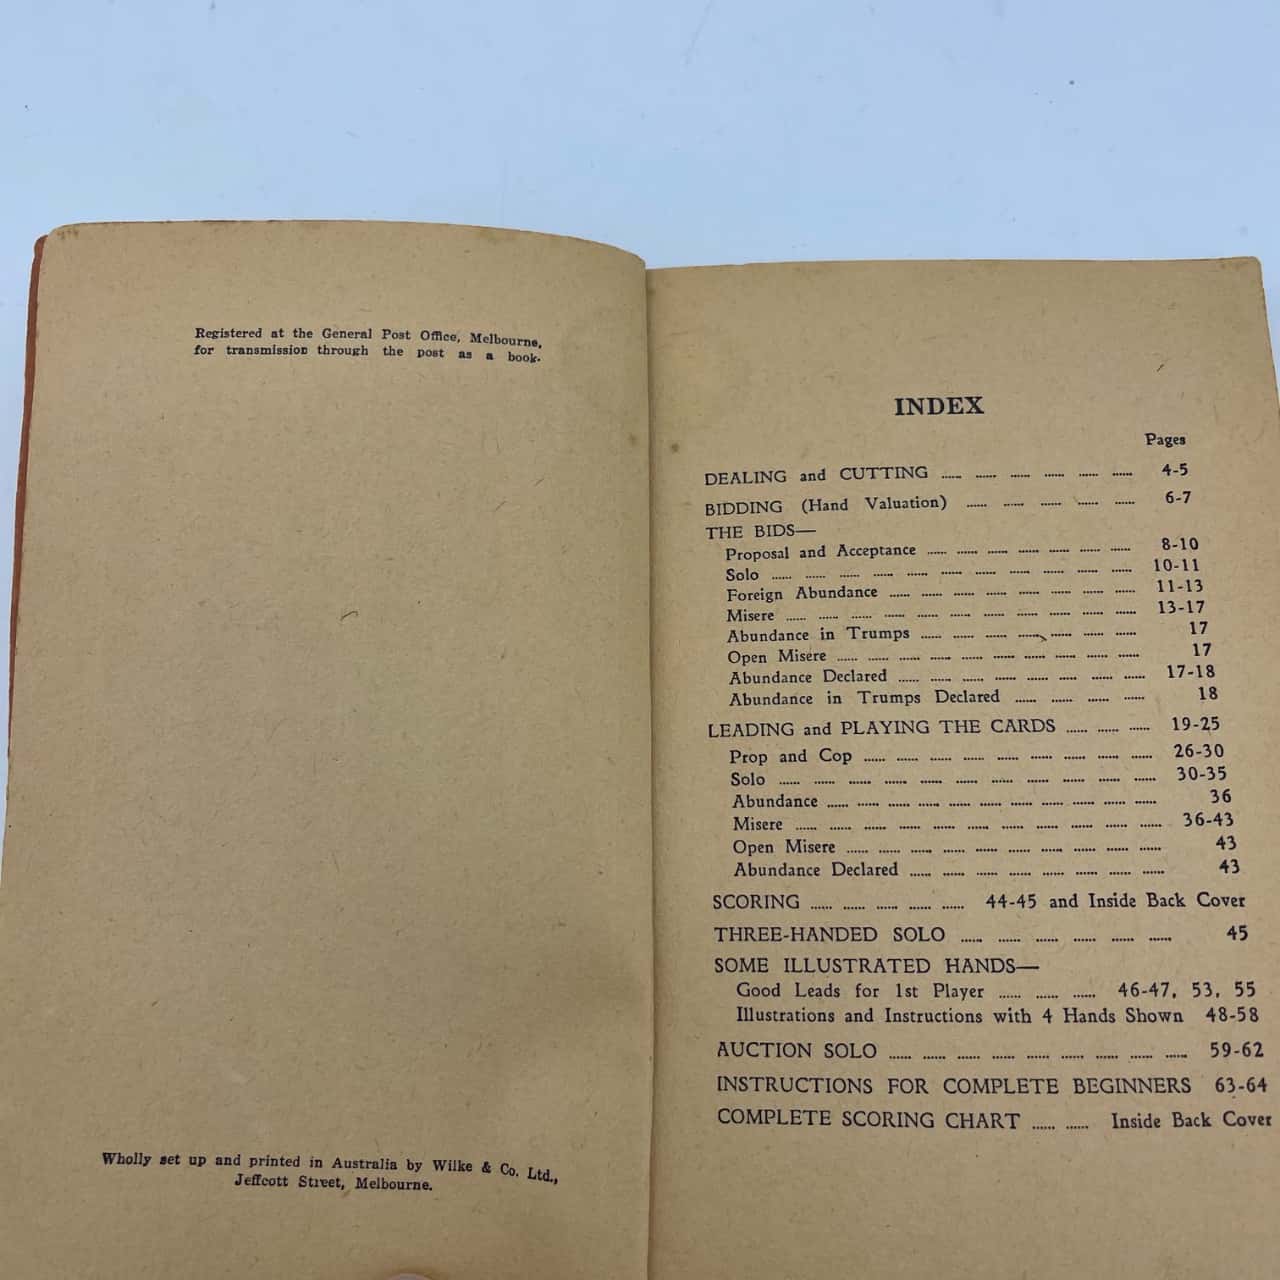 Registered at the General Post Office, Melbourne,
for transmission through the post as a book.
Wholly set up and printed in Australia by Wilke & Co. Ltd.,
Jeffcott Street, Melbourne.
INDEX
Pages
DEALING and CUTTING ...... ...... ...... ...... ...... ...... 4-5
BIDDING (Hand Valuation) ...... ...... ...... ...... ...... 6-7
THE BIDS—
Proposal and Acceptance ...... ...... ...... ...... ...... ...... ...... 8-10
Solo ...... ...... ...... ...... ...... ...... ...... ...... ...... ...... ...... 10-11
Foreign Abundance ...... ...... ...... ...... ...... ...... ...... ...... 11-13
Misere ...... ...... ...... ...... ...... ...... ...... ...... ...... ...... ...... 13-17
Abundance in Trumps ...... ...... ...... ...... ...... ...... ...... 17
Open Misere ...... ...... ...... ...... ...... ...... ...... ...... ...... ...... 17
Abundance Declared ...... ...... ...... ...... ...... ...... ...... ...... 17-18
Abundance in Trumps Declared ...... ...... ...... ...... 18
LEADING and PLAYING THE CARDS ...... ...... ...... 19-25
Prop and Cop ...... ...... ...... ...... ...... ...... ...... ...... ...... ...... 26-30
Solo ...... ...... ...... ...... ...... ...... ...... ...... ...... ...... ...... ...... 30-35
Abundance ...... ...... ...... ...... ...... ...... ...... ...... ...... ...... ...... 36
Misere ...... ...... ...... ...... ...... ...... ...... ...... ...... ...... ...... ...... 36-43
Open Misere ...... ...... ...... ...... ...... ...... ...... ...... ...... ...... 43
Abundance Declared ...... ...... ...... ...... ...... ...... ...... ...... 43
SCORING ...... ...... ...... ...... ...... 44-45 and Inside Back Cover
THREE-HANDED SOLO ...... ...... ...... ...... ...... ...... 45
SOME ILLUSTRATED HANDS—
Good Leads for 1st Player ...... ...... ...... 46-47, 53, 55
Illustrations and Instructions with 4 Hands Shown 48-58
AUCTION SOLO ...... ...... ...... ...... ...... ...... ...... ...... ...... 59-62
INSTRUCTIONS FOR COMPLETE BEGINNERS 63-64
COMPLETE SCORING CHART ...... ...... Inside Back Cover